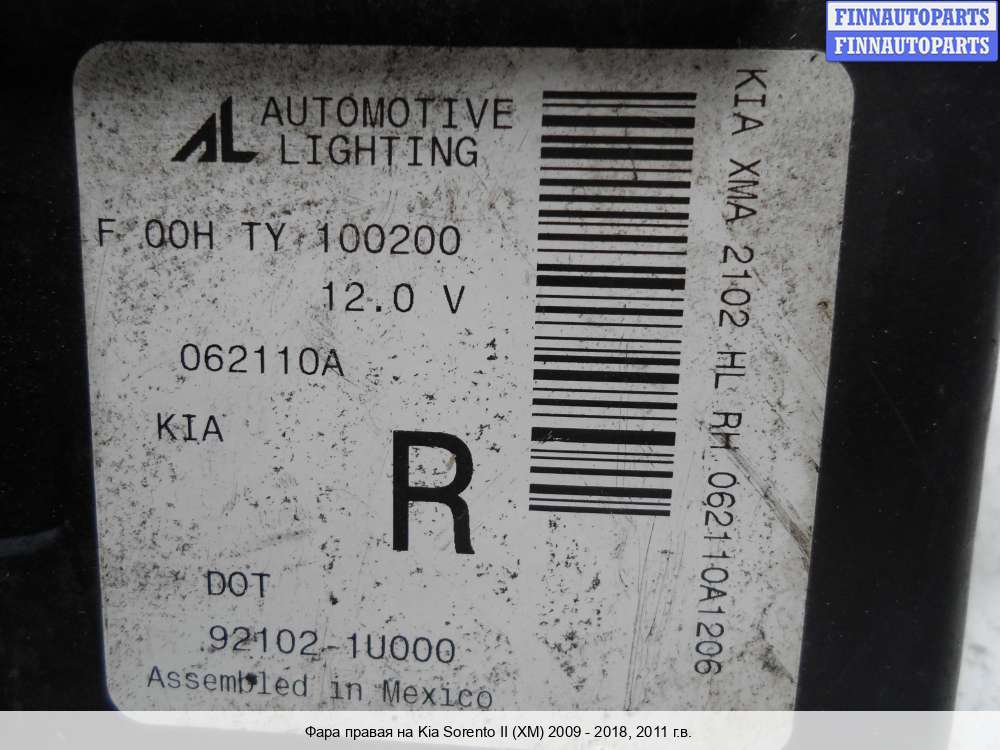 FINNAUTOPARTS
FINNAUTOPARTS
AL AUTOMOTIVE
LIGHTING
F 00H TY 100200
12.0 V
062110A
KIA
R
DOT
92102-1U000
Assembled in Mexico
KIA XMA 2102 HL RH 062110A1206
Фара правая на Kia Sorento II (XM) 2009 - 2018, 2011 г.в.